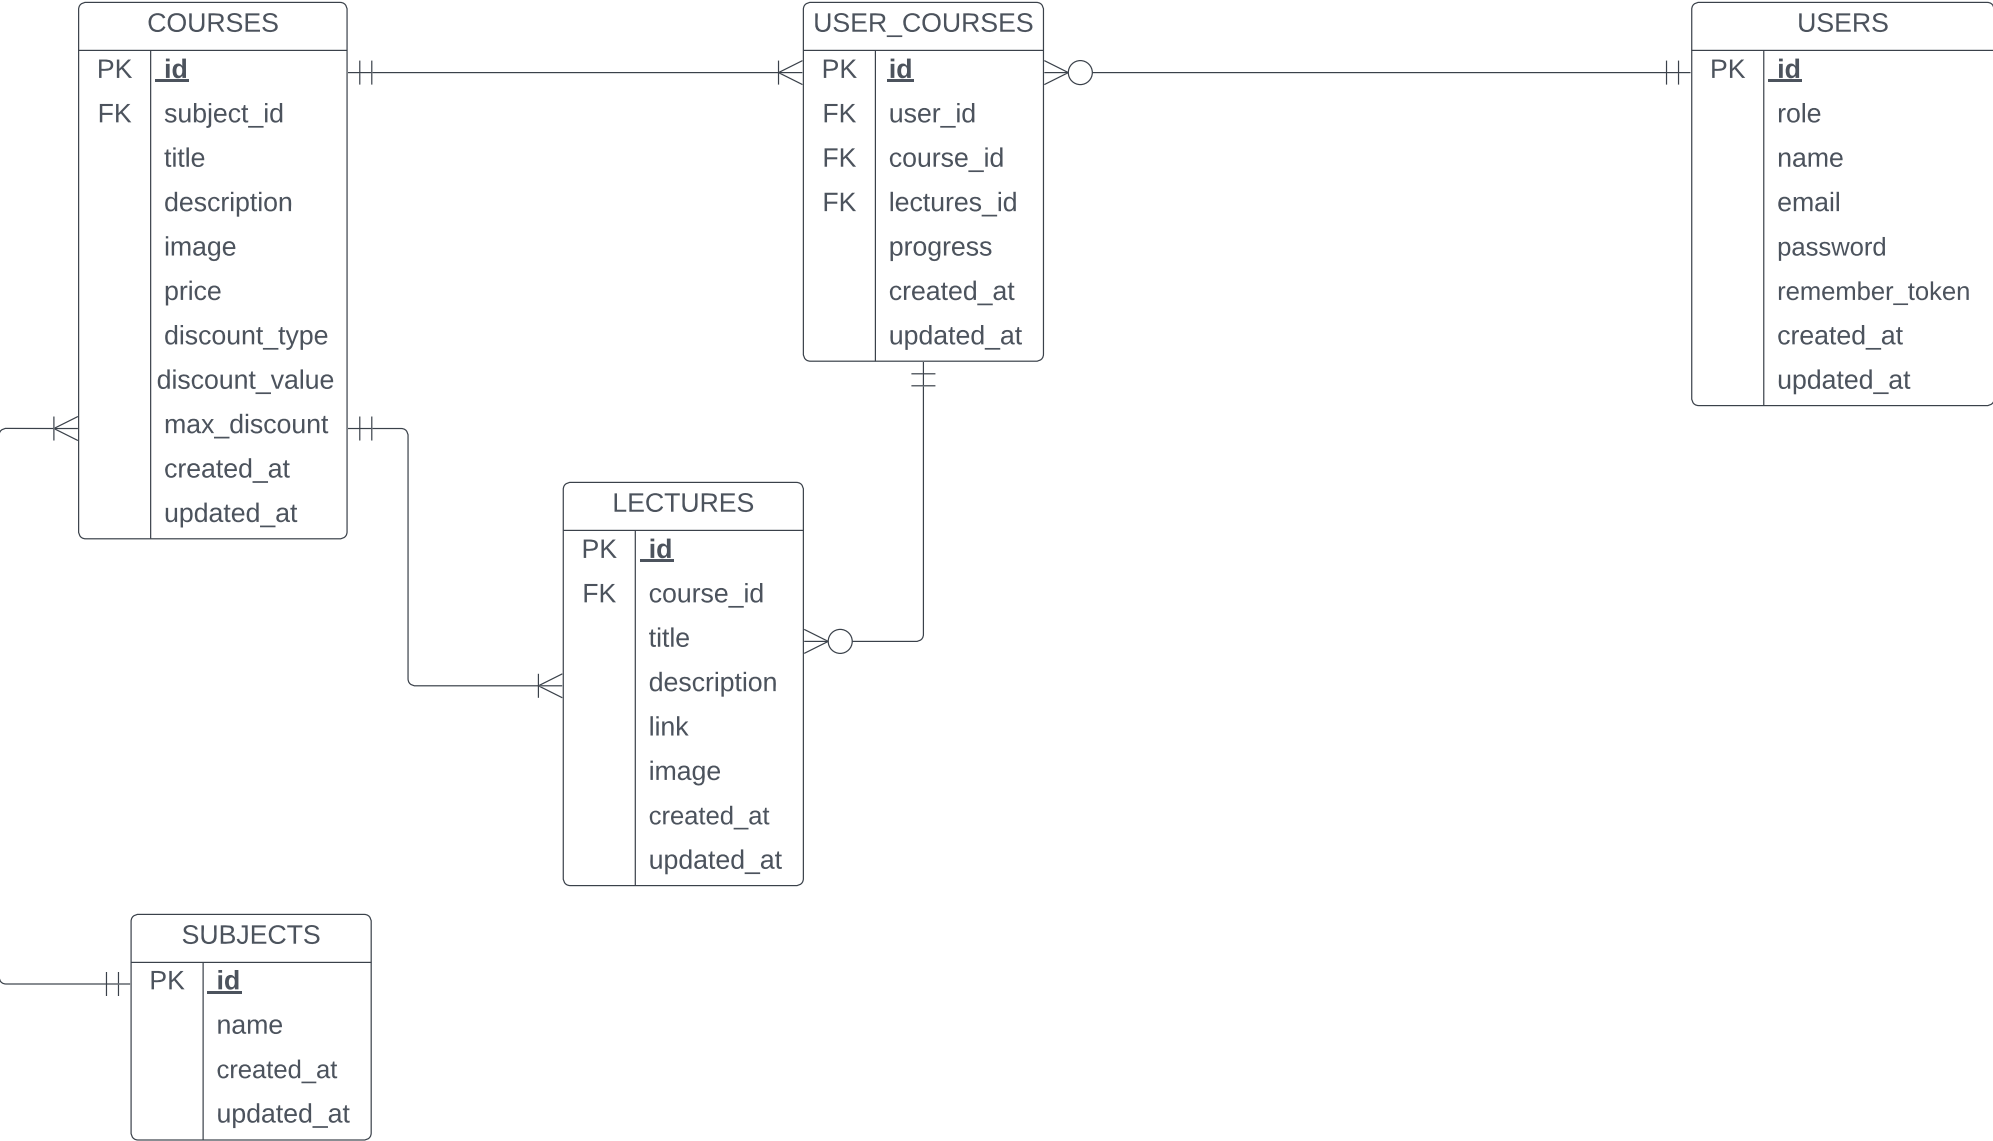 COURSES
PK id
FK subject_id
title
description
image
price
discount_type
discount_value
max_discount
created_at
updated_at
USER_COURSES
PK id
FK user_id
FK course_id
FK lectures_id
progress
created_at
updated_at
USERS
PK id
role
name
email
password
remember_token
created_at
updated_at
LECTURES
PK id
FK course_id
title
description
link
image
created_at
updated_at
SUBJECTS
PK id
name
created_at
updated_at